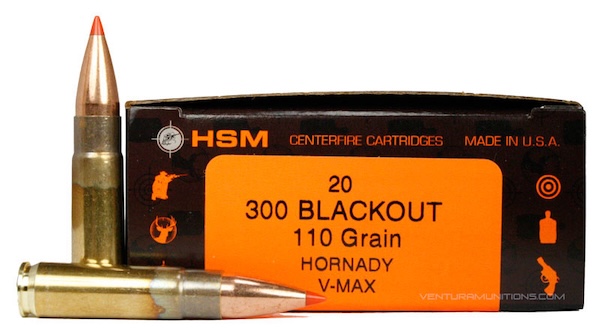 HSM CENTERFIRE CARTRIDGES MADE IN U.S.A.
20
300 BLACKOUT
110 Grain
HORNADY
V-MAX
VENTURAMUNITIONS.COM